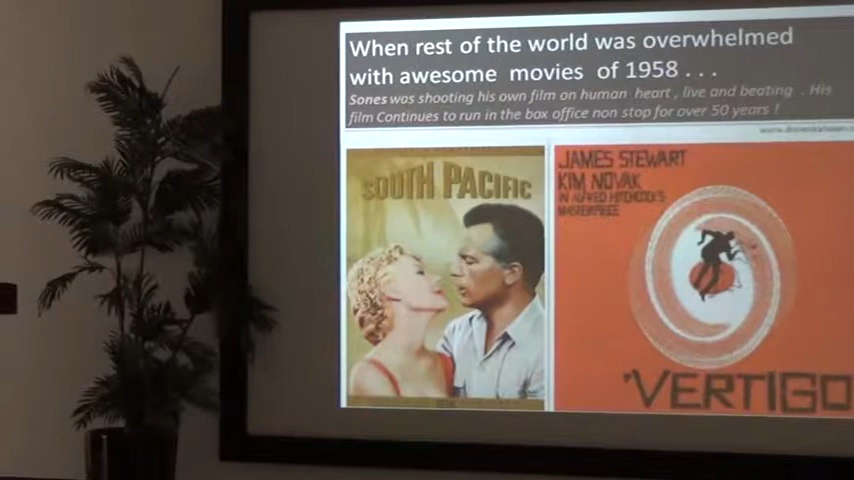 When rest of the world was overwhelmed
with awesome movies of 1958 . . .
Sones was shooting his own film on human heart , live and beating . His
film Continues to run in the box office non stop for over 50 years !
SOUTH PACIFIC
JAMES STEWART
KIM NOVAK
IN ALFRED HITCHCOCK'S
MASTERPIECE
VERTIGO